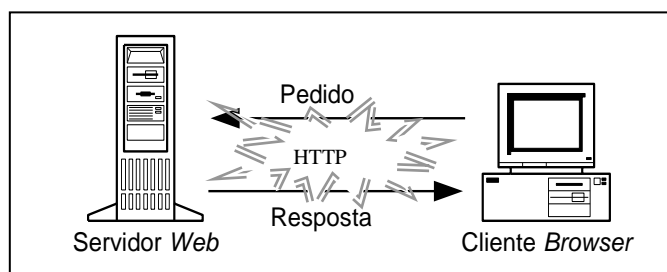 Pedido
HTTP
Resposta
Servidor Web
Cliente Browser